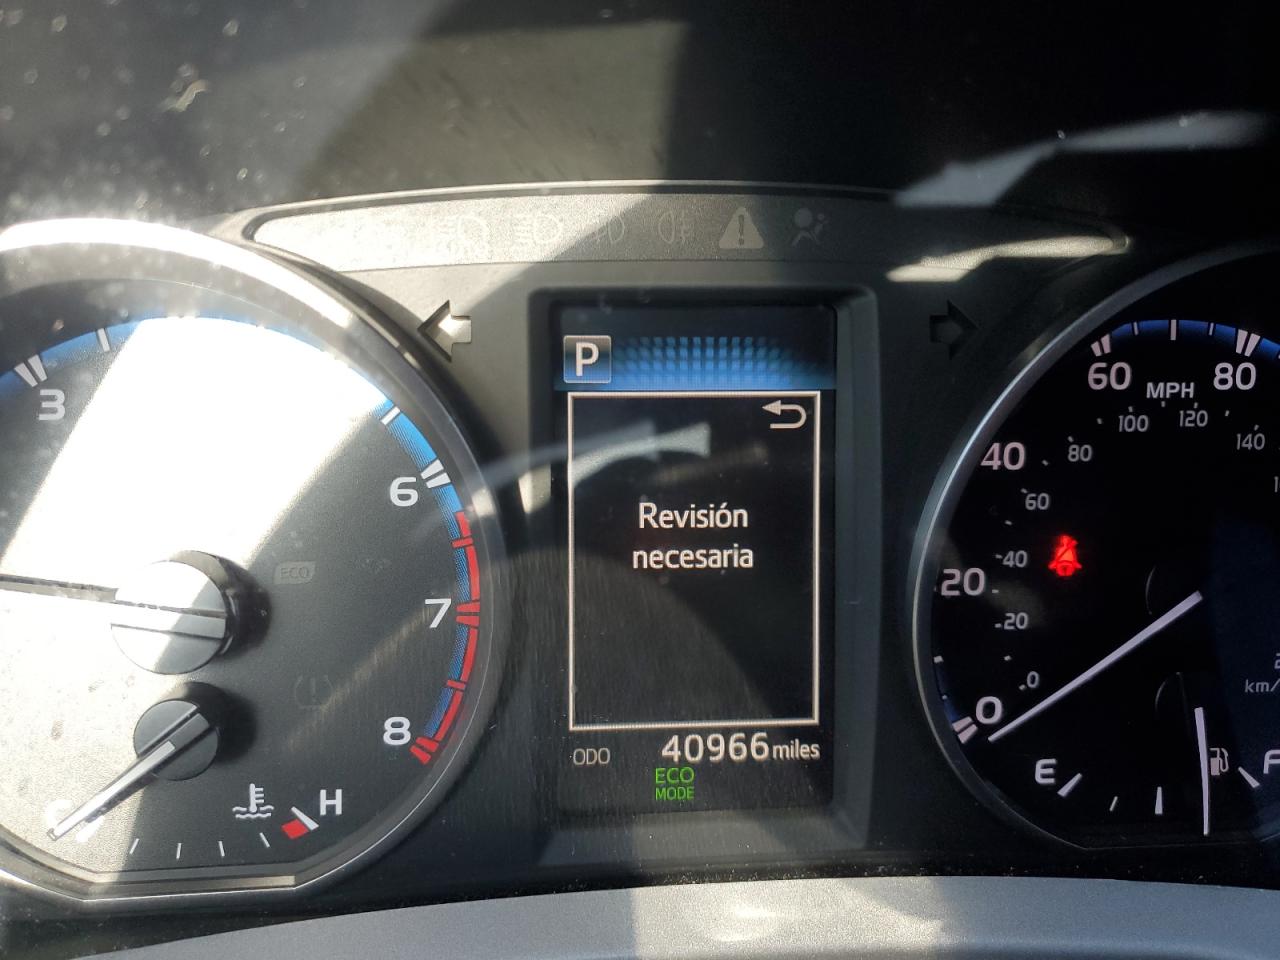 P
Revisión
necesaria
ODO 40966 miles
ECO
MODE
3
6
7
8
ECO
H
60 MPH 80
40
20
0
100 120
80
140
60
40
20
0
km/
E
F